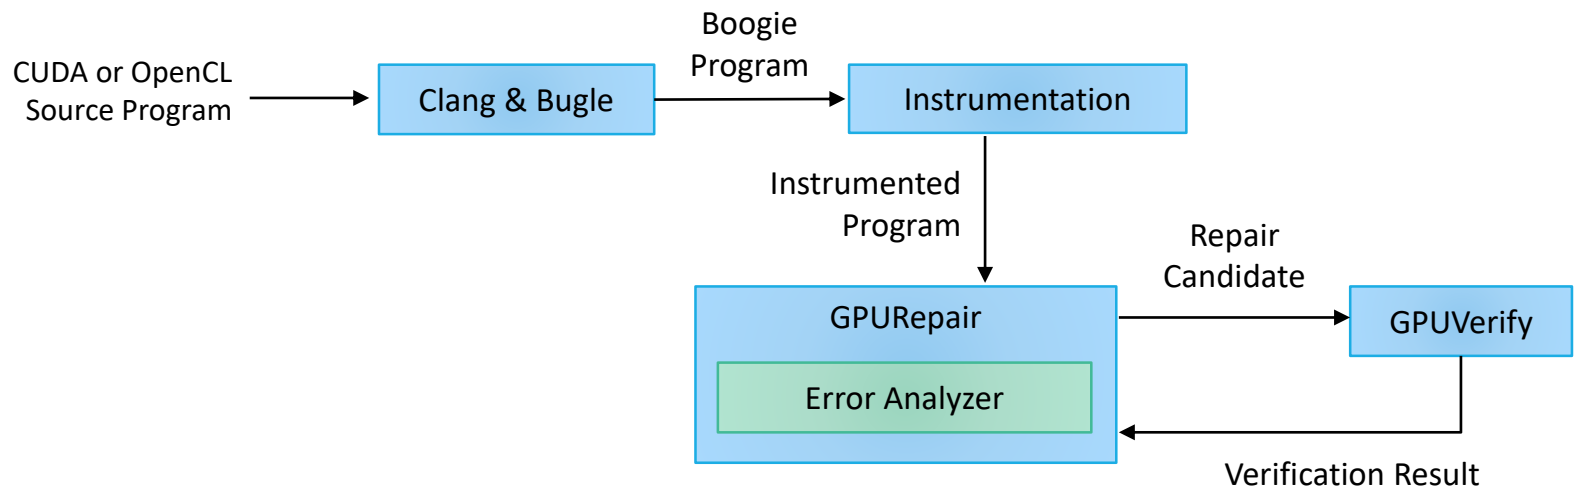 CUDA or OpenCL
Source Program
Clang & Bugle
Boogie
Program
Instrumentation
Instrumented
Program
GPURepair
Error Analyzer
Repair
Candidate
GPUVerify
Verification Result